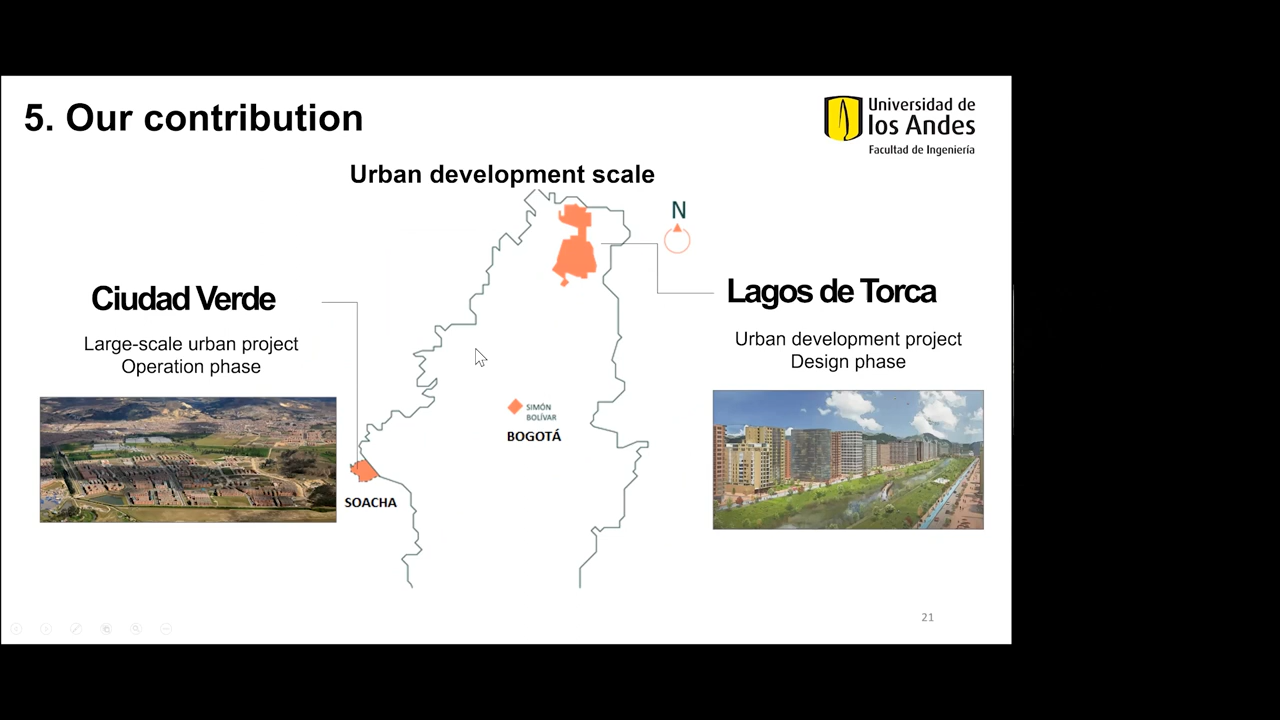 5. Our contribution
Universidad de
los Andes
Facultad de Ingeniería
Urban development scale
N
Ciudad Verde
Large-scale urban project
Operation phase
Lagos de Torca
Urban development project
Design phase
SIMÓN
BOLÍVAR
BOGOTÁ
SOACHA
21